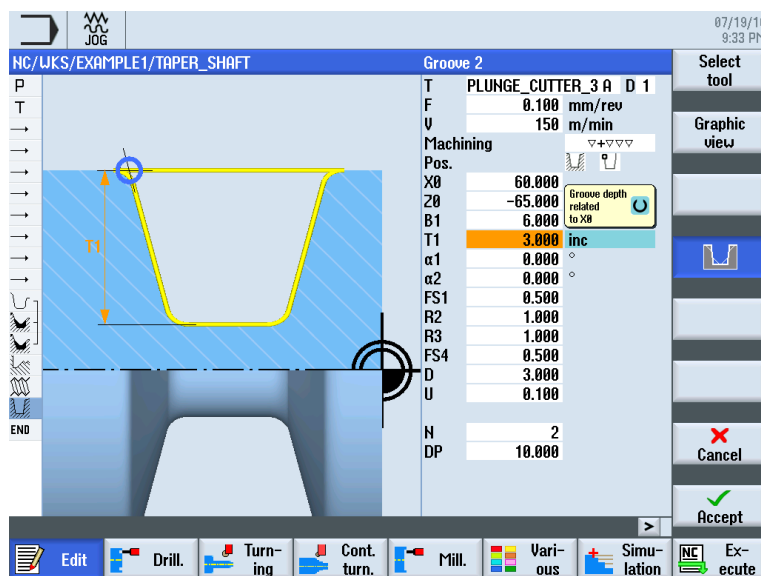 JOG
07/19/1
9:33 PM
NC/WKS/EXAMPLE1/TAPER_SHAFT
Groove 2
Select tool
P
T PLUNGE_CUTTER_3 A D 1
T
F 0.100 mm/rev
V 150 m/min
Graphic view
Machining ▽+▽▽▽
Pos.
X0 60.000
Z0 -65.000
Groove depth
related
to X0
B1 6.000
T1
T1 3.000 inc
α1 0.000 °
α2 0.000 °
FS1 0.500
R2 1.000
R3 1.000
FS4 0.500
D 3.000
U 0.100
END
N 2
DP 10.000
Cancel
Accept
>
Edit
Drill.
Turn-
ing
Cont.
turn.
Mill.
Vari-
ous
Simu-
lation
NC
Ex-
ecute